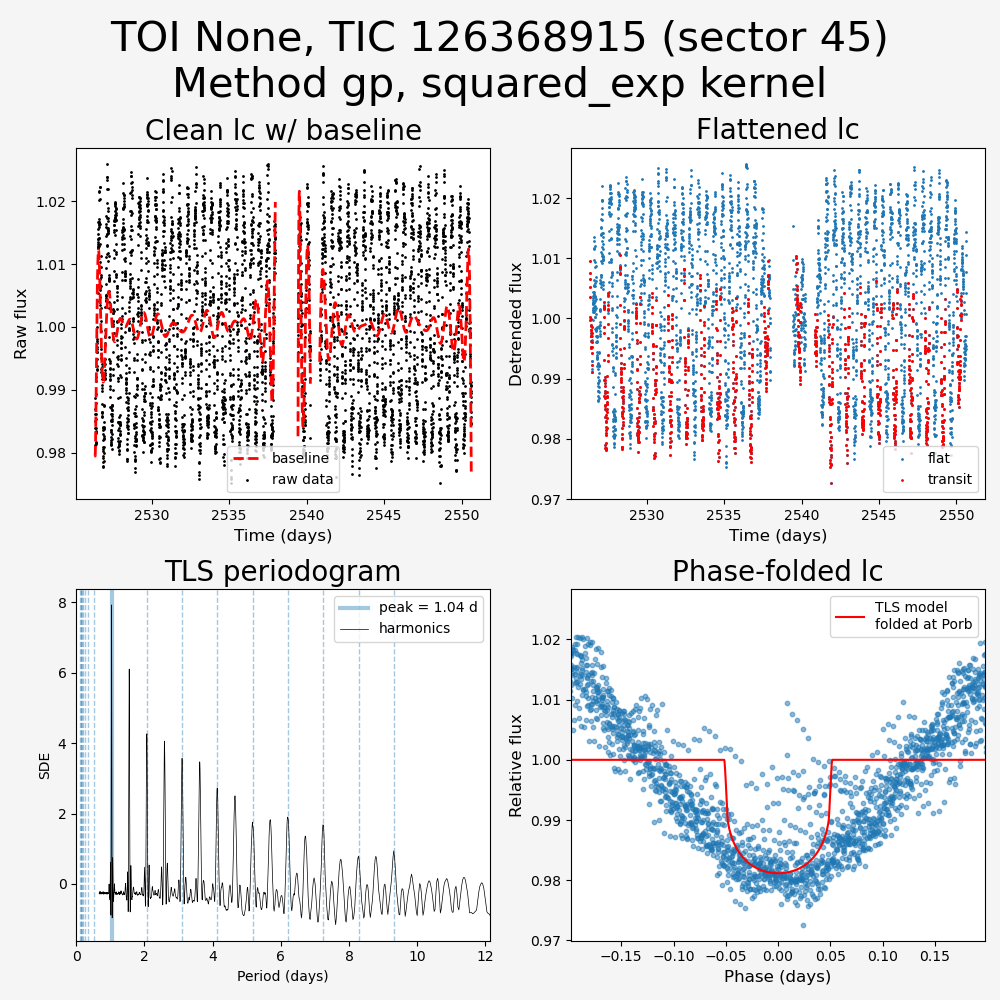 TOI None, TIC 126368915 (sector 45)
Method gp, squared_exp kernel
Clean lc w/ baseline
Raw flux
1.02
1.01
1.00
0.99
0.98
baseline
raw data
2530 2535 2540 2545 2550
Time (days)
Flattened lc
Detrended flux
1.02
1.01
1.00
0.99
0.98
0.97
flat
transit
2530 2535 2540 2545 2550
Time (days)
TLS periodogram
SDE
8
6
4
2
0
peak = 1.04 d
harmonics
0 2 4 6 8 10 12
Period (days)
Phase-folded lc
Relative flux
1.02
1.01
1.00
0.99
0.98
0.97
TLS model
folded at Porb
−0.15 −0.10 −0.05 0.00 0.05 0.10 0.15
Phase (days)